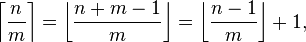 ⌈n/m⌉ = ⌊(n + m − 1)/m⌋ = ⌊(n − 1)/m⌋ + 1,